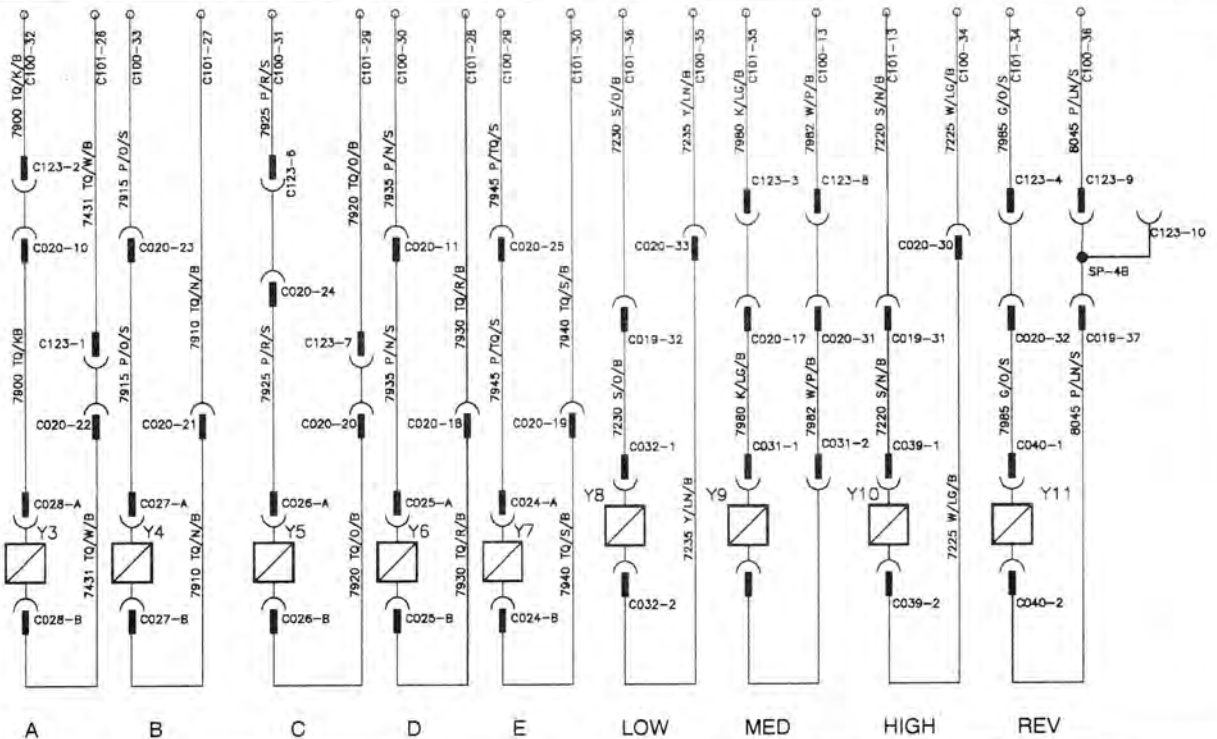 7900 TQ/K/B
C100-32
7431 TQ/W/B
C101-26
7915 P/O/S
C100-33
C101-27
7925 P/R/S
C100-31
7920 TQ/O/B
C101-29
7935 P/N/S
C100-30
C101-28
7945 P/TQ/S
C100-29
C101-30
7230 S/O/B
C101-36
7235 Y/LN/B
C100-35
7980 K/LG/B
C101-35
7982 W/P/B
C100-13
7220 S/N/B
C101-13
7225 W/LG/B
C100-34
7985 G/O/S
C101-34
8045 P/LN/S
C100-36
C123-2
C123-6
C123-3
C123-8
C123-4
C123-9
C123-10
C020-10
C020-23
C020-11
C020-25
C020-33
C020-30
SP-4B
C020-24
7910 TQ/N/B
7930 TQ/R/B
7940 TQ/S/B
C123-1
C123-7
C019-32
C020-17
C020-31
C019-31
C020-32
C019-37
7900 TQ/KB
7915 P/O/S
7925 P/R/S
7935 P/N/S
7945 P/TQ/S
7230 S/O/B
7980 K/LG/B
7982 W/P/B
7220 S/N/B
7985 G/O/S
8045 P/LN/S
C020-22
C020-21
C020-20
C020-18
C020-19
C032-1
C031-1
C031-2
C039-1
C040-1
C028-A
C027-A
C026-A
C025-A
C024-A
Y3
Y4
Y5
Y6
Y7
Y8
Y9
Y10
Y11
7431 TQ/W/B
7910 TQ/N/B
7920 TQ/O/B
7930 TQ/R/B
7940 TQ/S/B
7235 Y/LN/B
7225 W/LG/B
C032-2
C039-2
C040-2
C028-B
C027-B
C026-B
C025-B
C024-B
A B C D E LOW MED HIGH REV